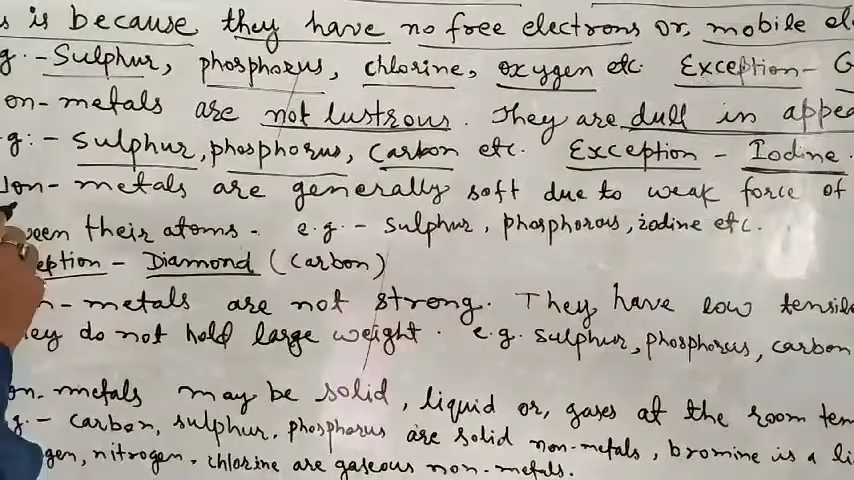 is because they have no free electrons or, mobile
g. - Sulphur, phosphorus, chlorine, oxygen etc. Exception - G
on-metals are not lustrous. They are dull in appea
g:- Sulphur, phosphorus, Carbon etc. Exception - Iodine.
Non-metals are generally soft due to weak force of
ween their atoms. e.g.- Sulphur, phosphorous, iodine etc.
eption - Diamond (Carbon)
n-metals are not strong. They have low tensile
hey do not hold large weight. e.g. sulphur, phosphorus, carbon
on-metals may be solid, liquid or, gases at the room tem
g. - carbon, sulphur, phosphorus are solid non-metals, bromine is a li
gen, nitrogen, chlorine are gaseous non-metals.